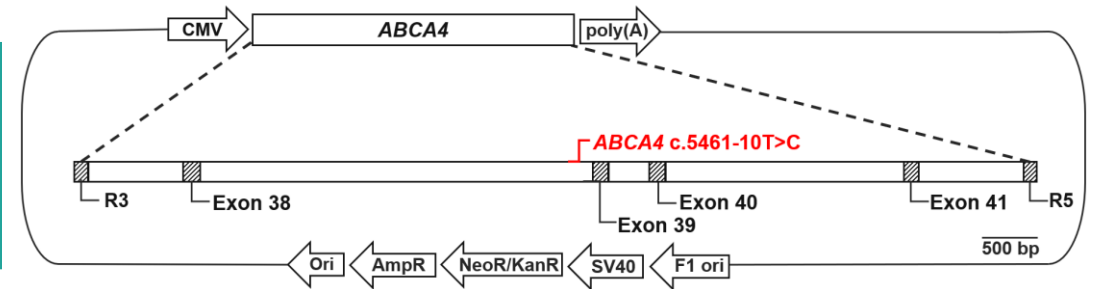 CMV
ABCA4
poly(A)
ABCA4 c.5461-10T>C
R3
Exon 38
Exon 39
Exon 40
Exon 41
R5
500 bp
Ori
AmpR
NeoR/KanR
SV40
F1 ori